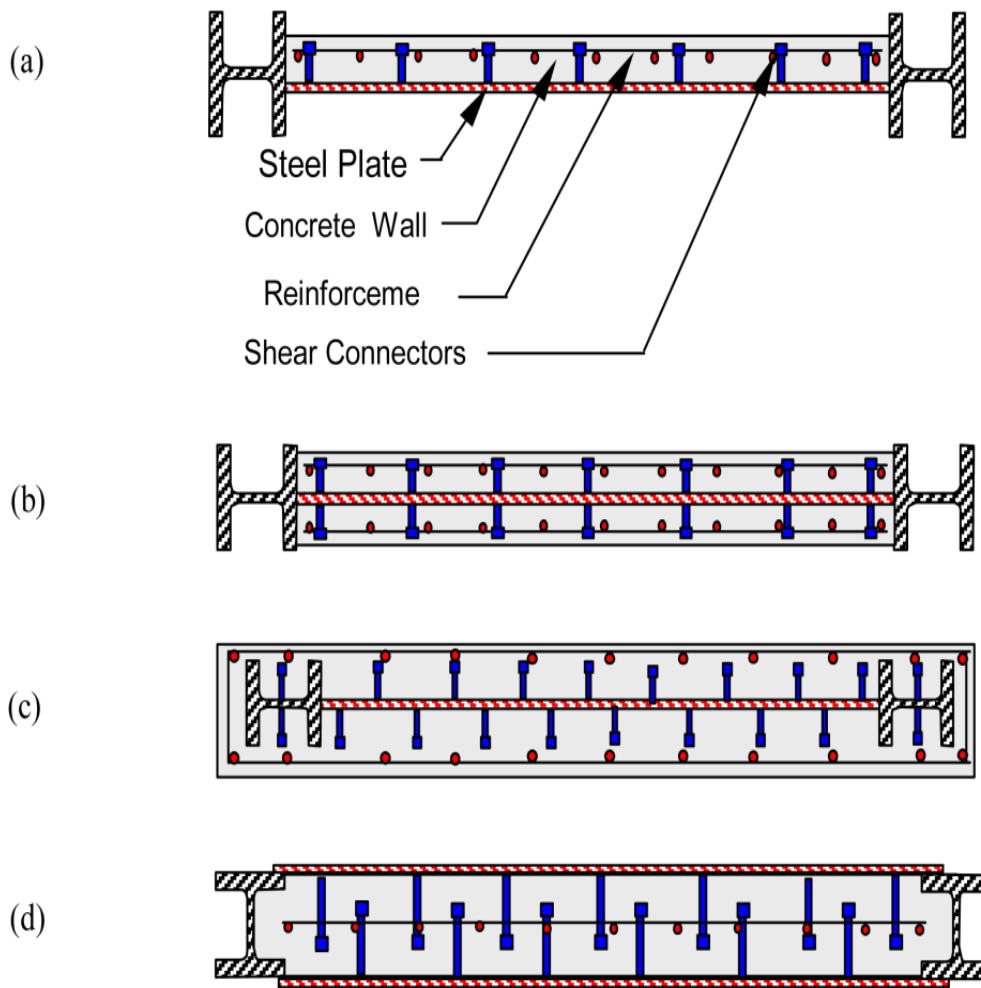 (a)
Steel Plate
Concrete Wall
Reinforceme
Shear Connectors
(b)
(c)
(d)